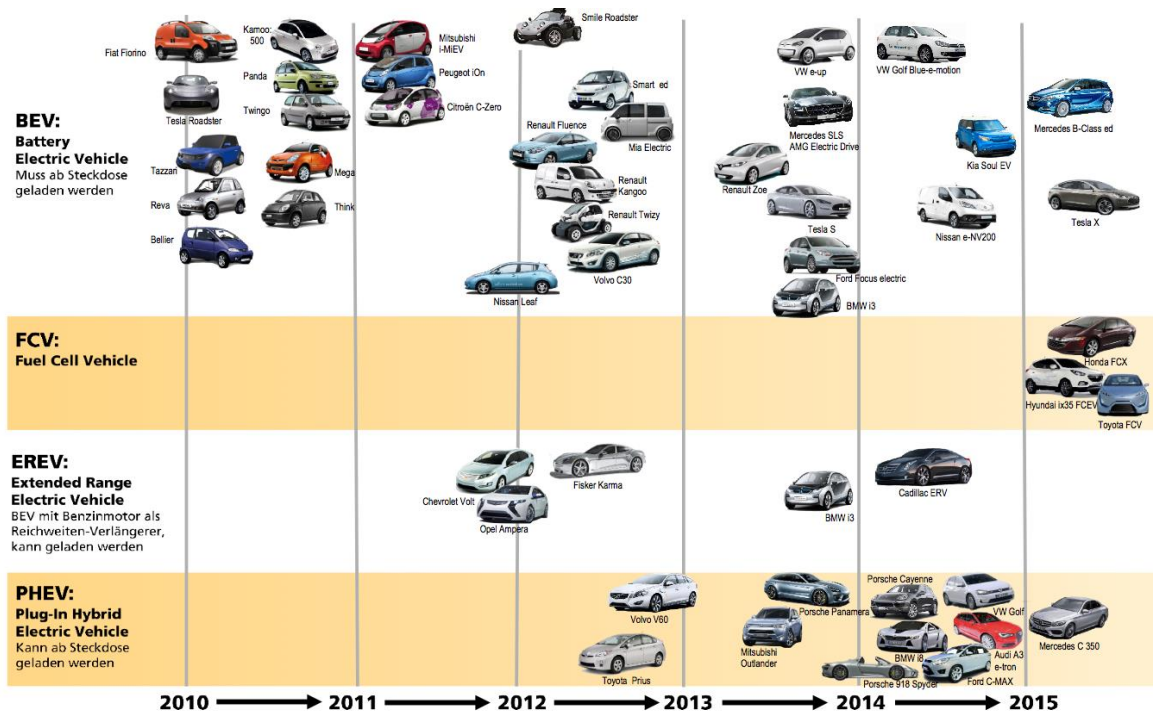 BEV:
Battery
Electric Vehicle
Muss ab Steckdose
geladen werden
Fiat Fiorino
Kamoo:
500
Panda
Twingo
Tesla Roadster
Tazzari
Mega
Reva
Think
Bellier
Mitsubishi
i-MiEV
Peugeot iOn
Citroën C-Zero
Smile Roadster
Smart ed
Mia Electric
Renault Fluence
Renault
Kangoo
Renault Twizy
Volvo C30
Nissan Leaf
VW e-up
Mercedes SLS
AMG Electric Drive
Renault Zoe
Tesla S
Ford Focus electric
BMW i3
VW Golf Blue-e-motion
Kia Soul EV
Nissan e-NV200
Mercedes B-Class ed
Tesla X
FCV:
Fuel Cell Vehicle
Honda FCX
Hyundai ix35 FCEV
Toyota FCV
EREV:
Extended Range
Electric Vehicle
BEV mit Benzinmotor als
Reichweiten-Verlängerer,
kann geladen werden
Chevrolet Volt
Opel Ampera
Fisker Karma
BMW i3
Cadillac ERV
PHEV:
Plug-In Hybrid
Electric Vehicle
Kann ab Steckdose
geladen werden
Volvo V60
Toyota Prius
Porsche Panamera
Mitsubishi
Outlander
Porsche Cayenne
VW Golf
BMW i8
Audi A3
e-tron
Porsche 918 Spyder
Ford C-MAX
Mercedes C 350
2010 2011 2012 2013 2014 2015